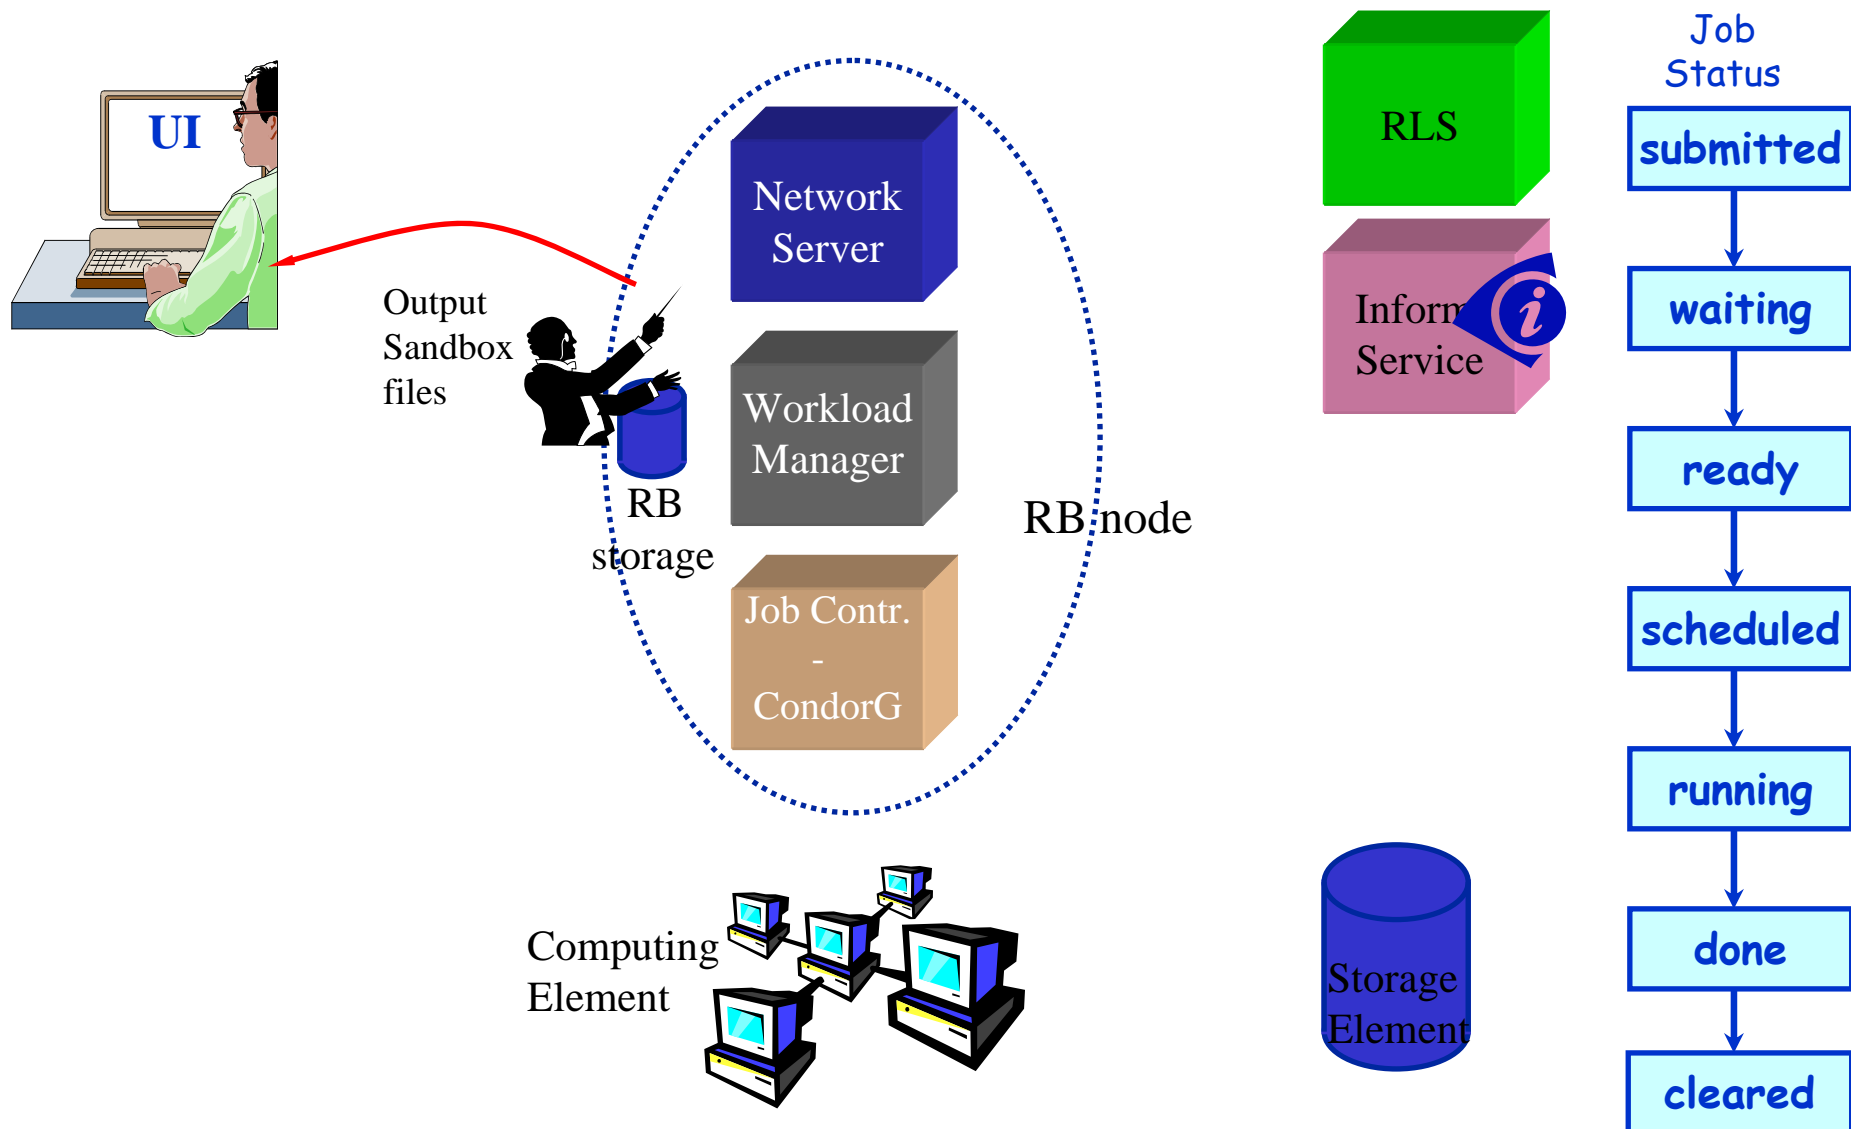 UI
Output
Sandbox
files
Network
Server
Workload
Manager
Job Contr.
-
CondorG
RB
storage
RB node
Computing
Element
RLS
Inform
Service
i
Storage
Element
Job
Status
submitted
waiting
ready
scheduled
running
done
cleared